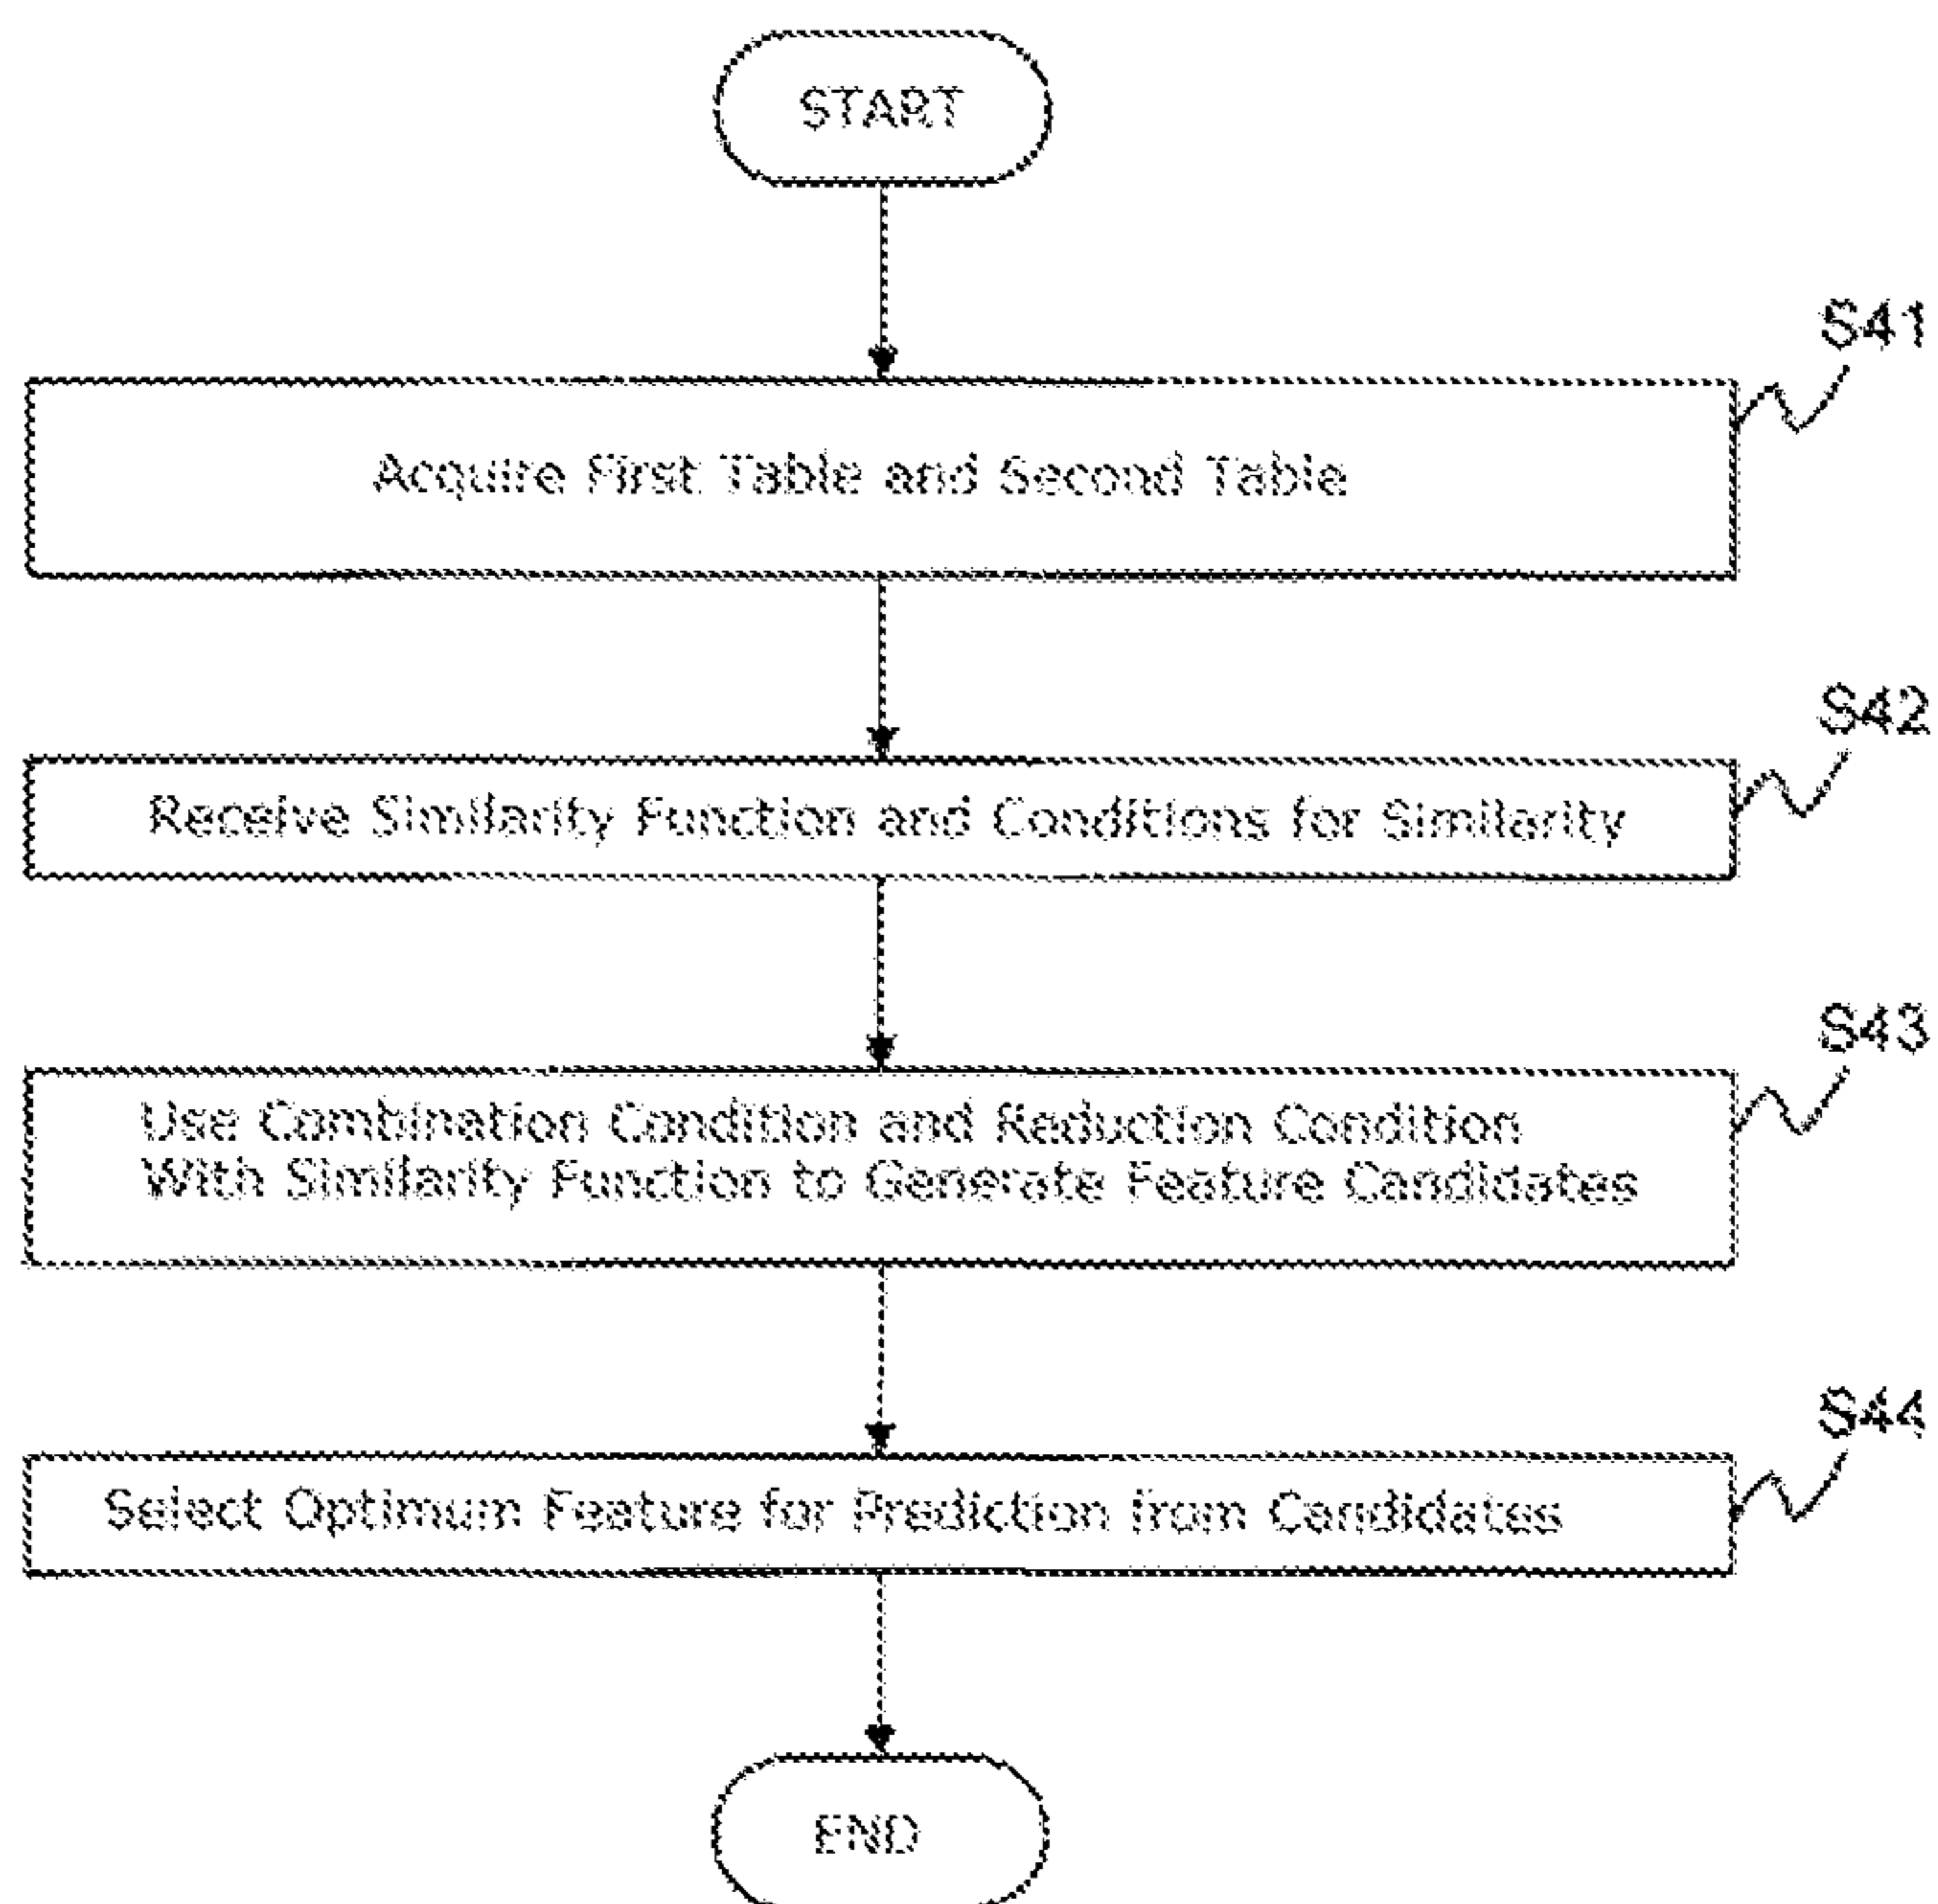 START
S41
Acquire First Table and Second Table
S42
Receive Similarity Function and Conditions for Similarity
S43
Use Combination Condition and Reduction Condition
With Similarity Function to Generate Feature Candidates
S44
Select Optimum Feature for Prediction from Candidates
END